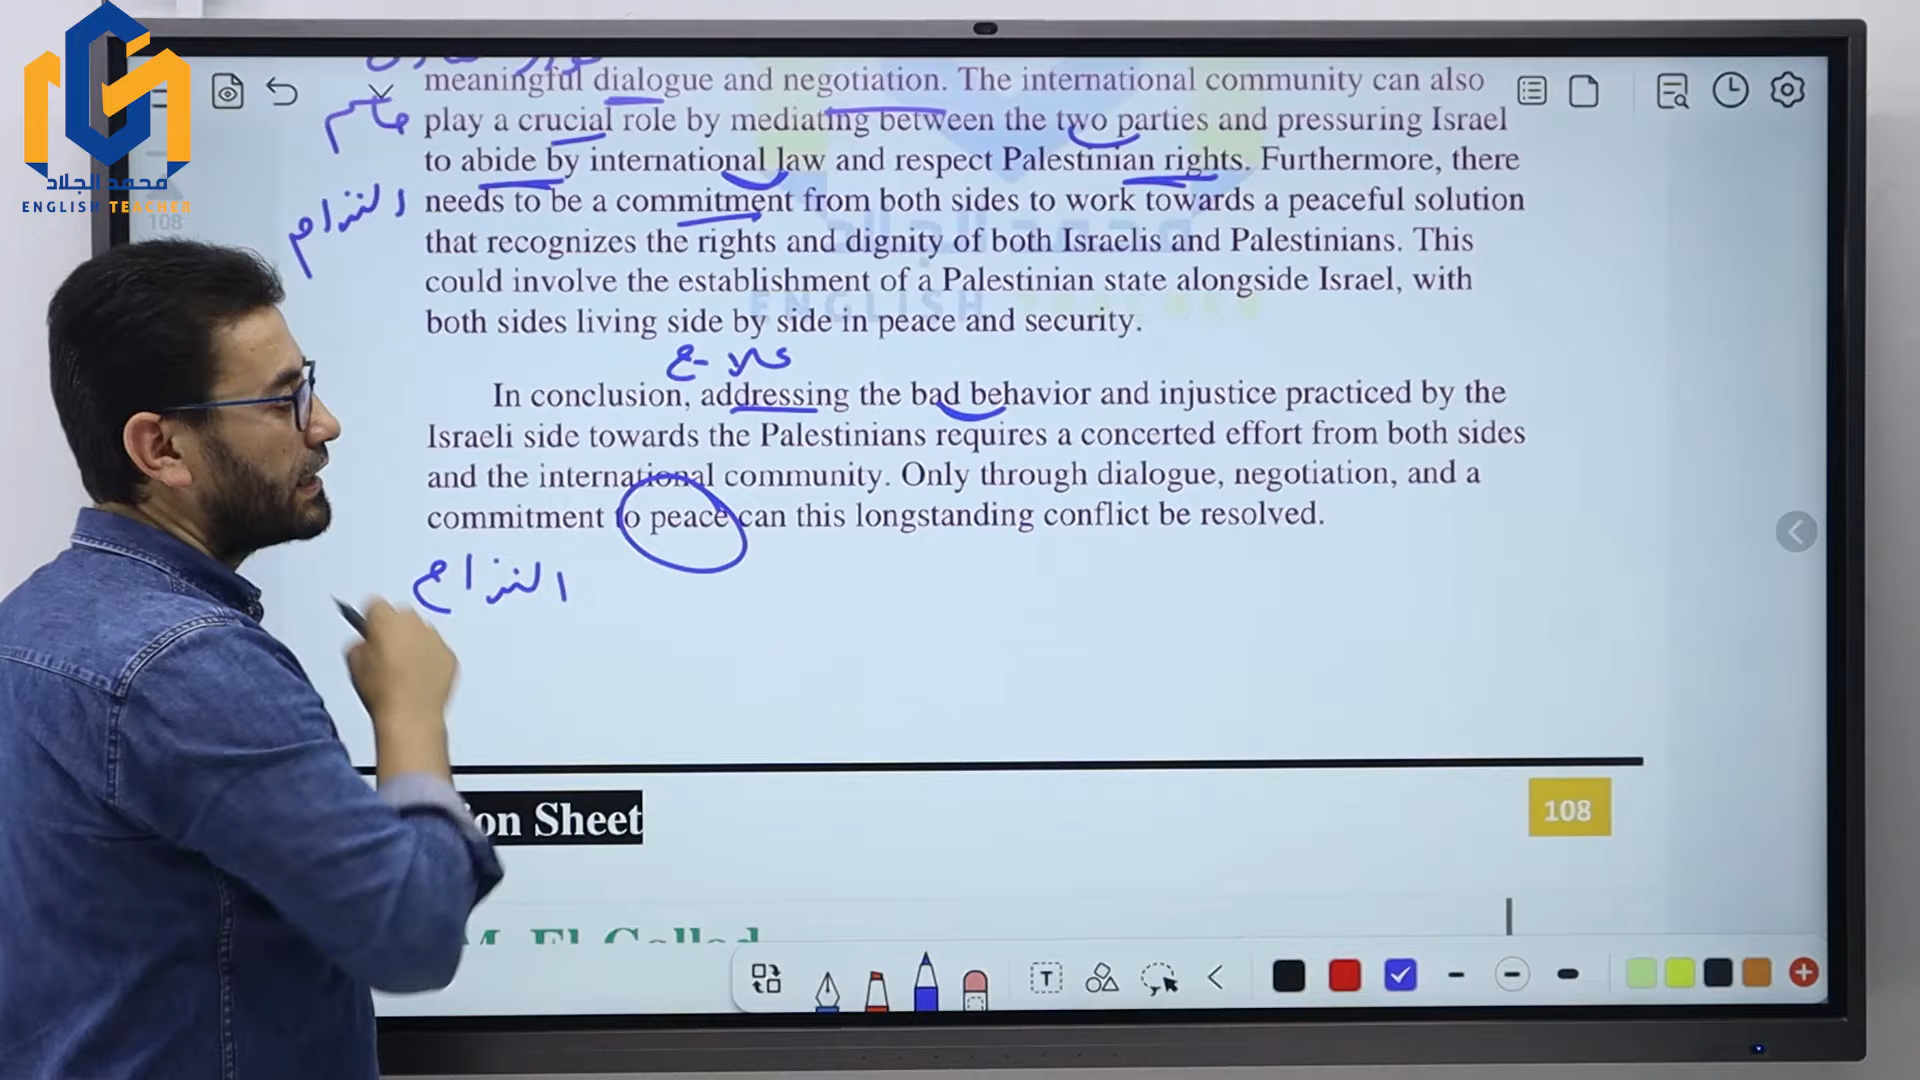 محمد الجلاد
ENGLISH TEACHER
108
meaningful dialogue and negotiation. The international community can also
هام
play a crucial role by mediating between the two parties and pressuring Israel
to abide by international law and respect Palestinian rights. Furthermore, there
التزام
needs to be a commitment from both sides to work towards a peaceful solution
that recognizes the rights and dignity of both Israelis and Palestinians. This
could involve the establishment of a Palestinian state alongside Israel, with
both sides living side by side in peace and security.
علاج
In conclusion, addressing the bad behavior and injustice practiced by the
Israeli side towards the Palestinians requires a concerted effort from both sides
and the international community. Only through dialogue, negotiation, and a
commitment to peace can this longstanding conflict be resolved.
النزاع
on Sheet
108
M. El Gallad